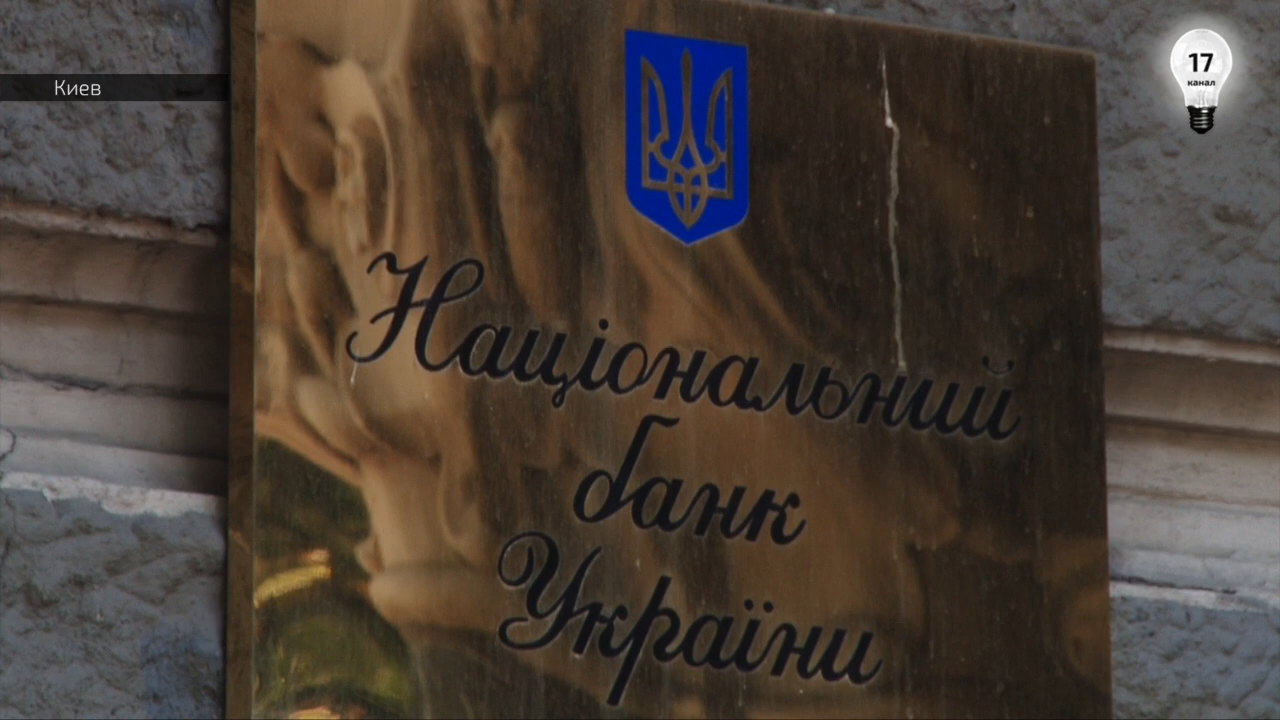 Киев
17
канал
Національний
банк
України